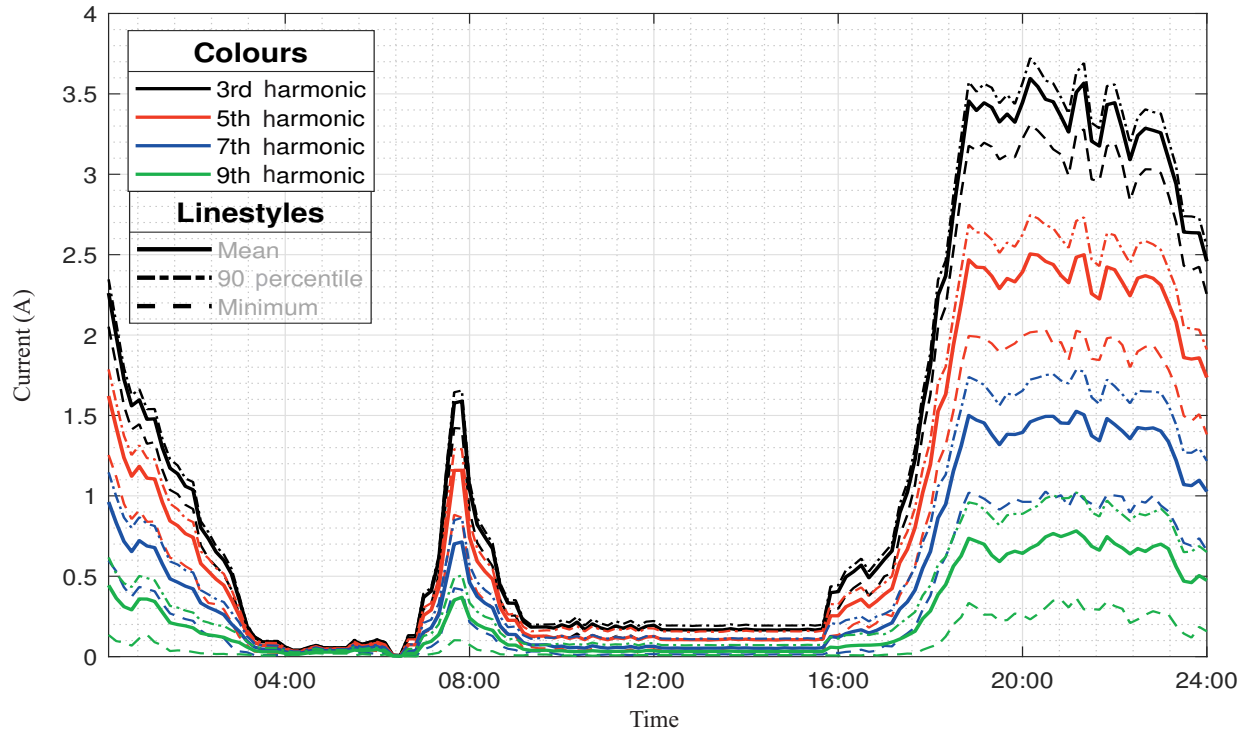 4
3.5
3
2.5
2
1.5
1
0.5
0
Current (A)
Colours
3rd harmonic
5th harmonic
7th harmonic
9th harmonic
Linestyles
Mean
90 percentile
Minimum
04:00 08:00 12:00 16:00 20:00 24:00
Time